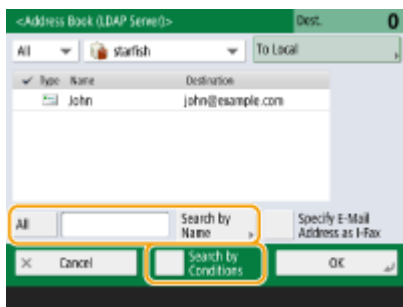 <Address Book (LDAP Server)> Dest. 0
All starfish To Local
Type Name Destination
John john@example.com
All Search by Name Specify E-Mail Address as I-Fax
Cancel Search by Conditions OK